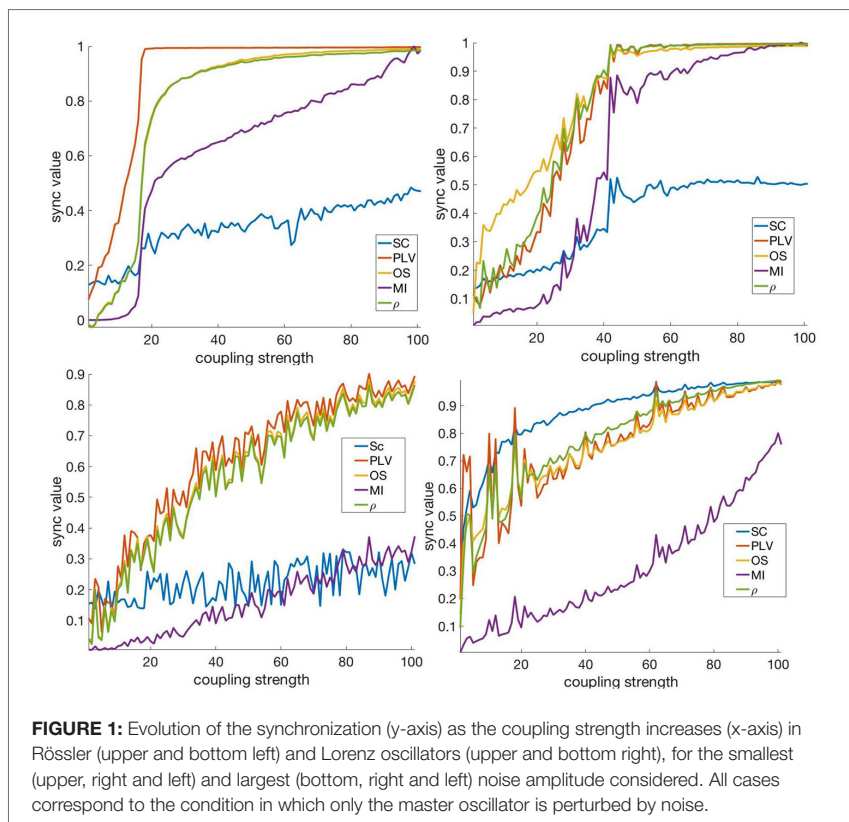 1
0.8
0.6
0.4
0.2
0
sync value
20
40
60
80
100
coupling strength
SC
PLV
OS
MI
ρ
1
0.9
0.8
0.7
0.6
0.5
0.4
0.3
0.2
0.1
sync value
20
40
60
80
100
coupling strength
SC
PLV
OS
MI
ρ
0.9
0.8
0.7
0.6
0.5
0.4
0.3
0.2
0.1
sync value
20
40
60
80
100
coupling strength
Sc
PLV
OS
MI
ρ
0.9
0.8
0.7
0.6
0.5
0.4
0.3
0.2
0.1
sync value
20
40
60
80
100
coupling strength
SC
PLV
OS
MI
ρ
FIGURE 1: Evolution of the synchronization (y-axis) as the coupling strength increases (x-axis) in
Rössler (upper and bottom left) and Lorenz oscillators (upper and bottom right), for the smallest
(upper, right and left) and largest (bottom, right and left) noise amplitude considered. All cases
correspond to the condition in which only the master oscillator is perturbed by noise.